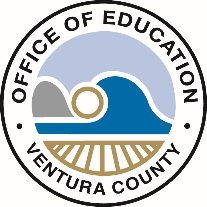 OFFICE OF EDUCATION
• VENTURA COUNTY •